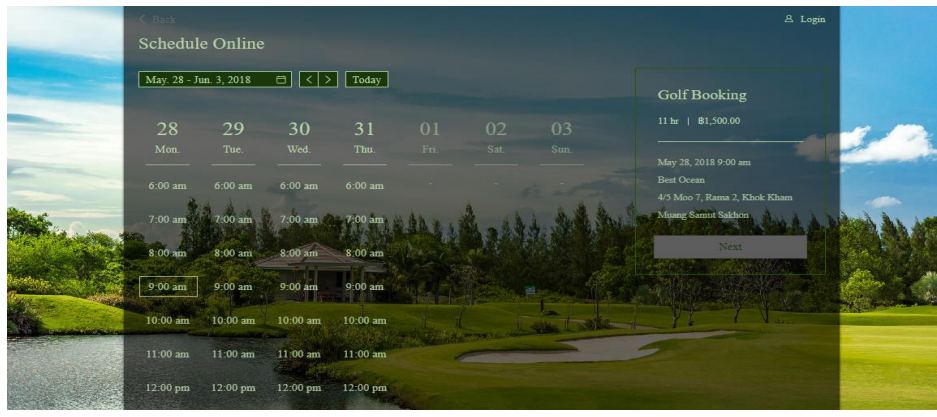 Back
Login
Schedule Online
May. 28 - Jun. 3, 2018
Today
28 29 30 31 01 02 03
Mon. Tue. Wed. Thu. Fri. Sat. Sun.
6:00 am 6:00 am 6:00 am 6:00 am - - -
7:00 am 7:00 am 7:00 am 7:00 am
8:00 am 8:00 am 8:00 am 8:00 am
9:00 am 9:00 am 9:00 am 9:00 am
10:00 am 10:00 am 10:00 am 10:00 am
11:00 am 11:00 am 11:00 am 11:00 am
12:00 pm 12:00 pm 12:00 pm 12:00 pm
Golf Booking
11 hr | ฿1,500.00
May 28, 2018 9:00 am
Best Ocean
4/5 Moo 7, Rama 2, Khok Kham
Muang Samut Sakhon
Next